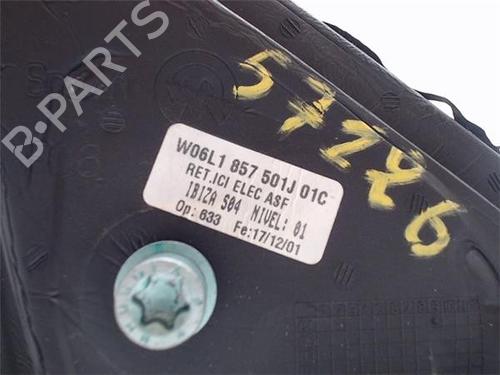 B-PARTS
57286
W06L1 857 501J 01C
RET.ICI ELEC ASF
IBIZA S04 NIVEL: 01
Op: 633 Fe:17/12/01